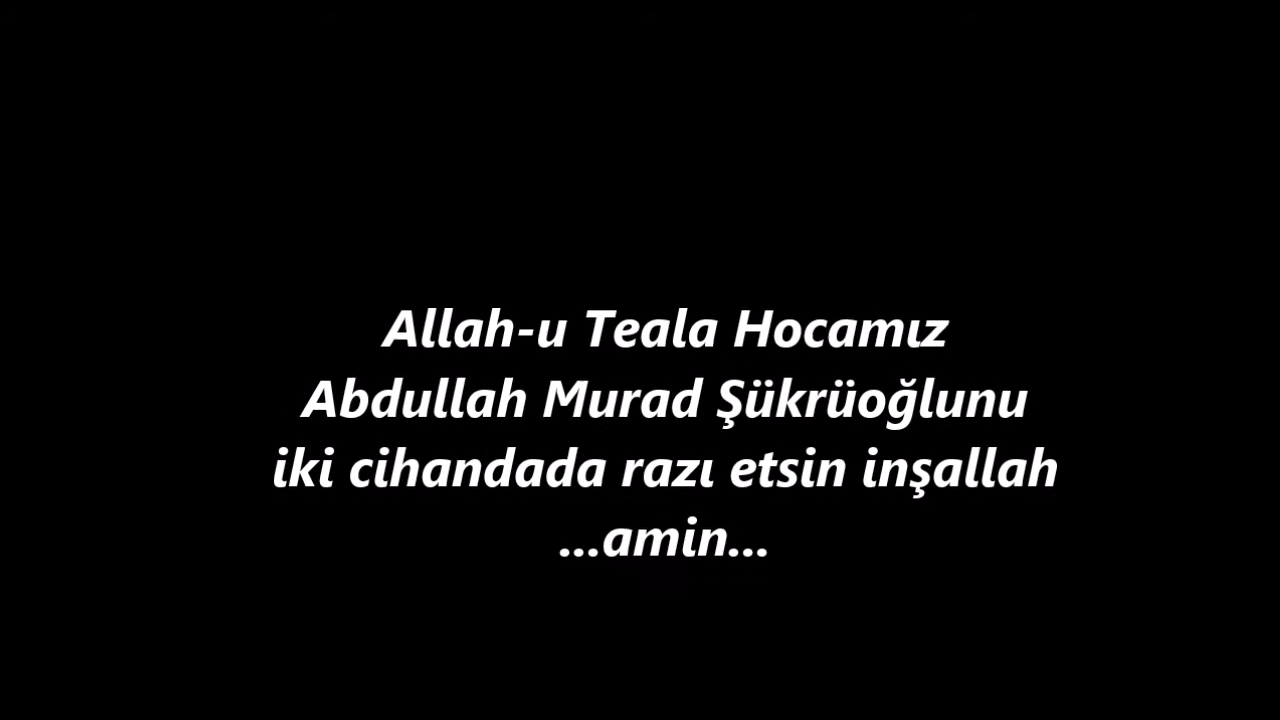 Allah-u Teala Hocamız
Abdullah Murad Şükrüoğlunu
iki cihandada razı etsin inşallah
...amin...